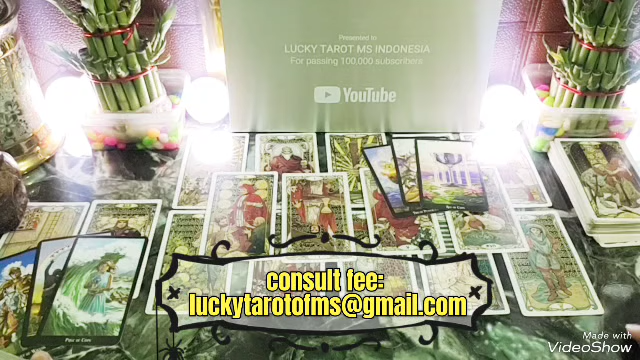 Presented to
LUCKY TAROT MS INDONESIA
For passing 100,000 subscribers
YouTube
consult fee:
luckytarotofms@gmail.com
Made with
VideoShow